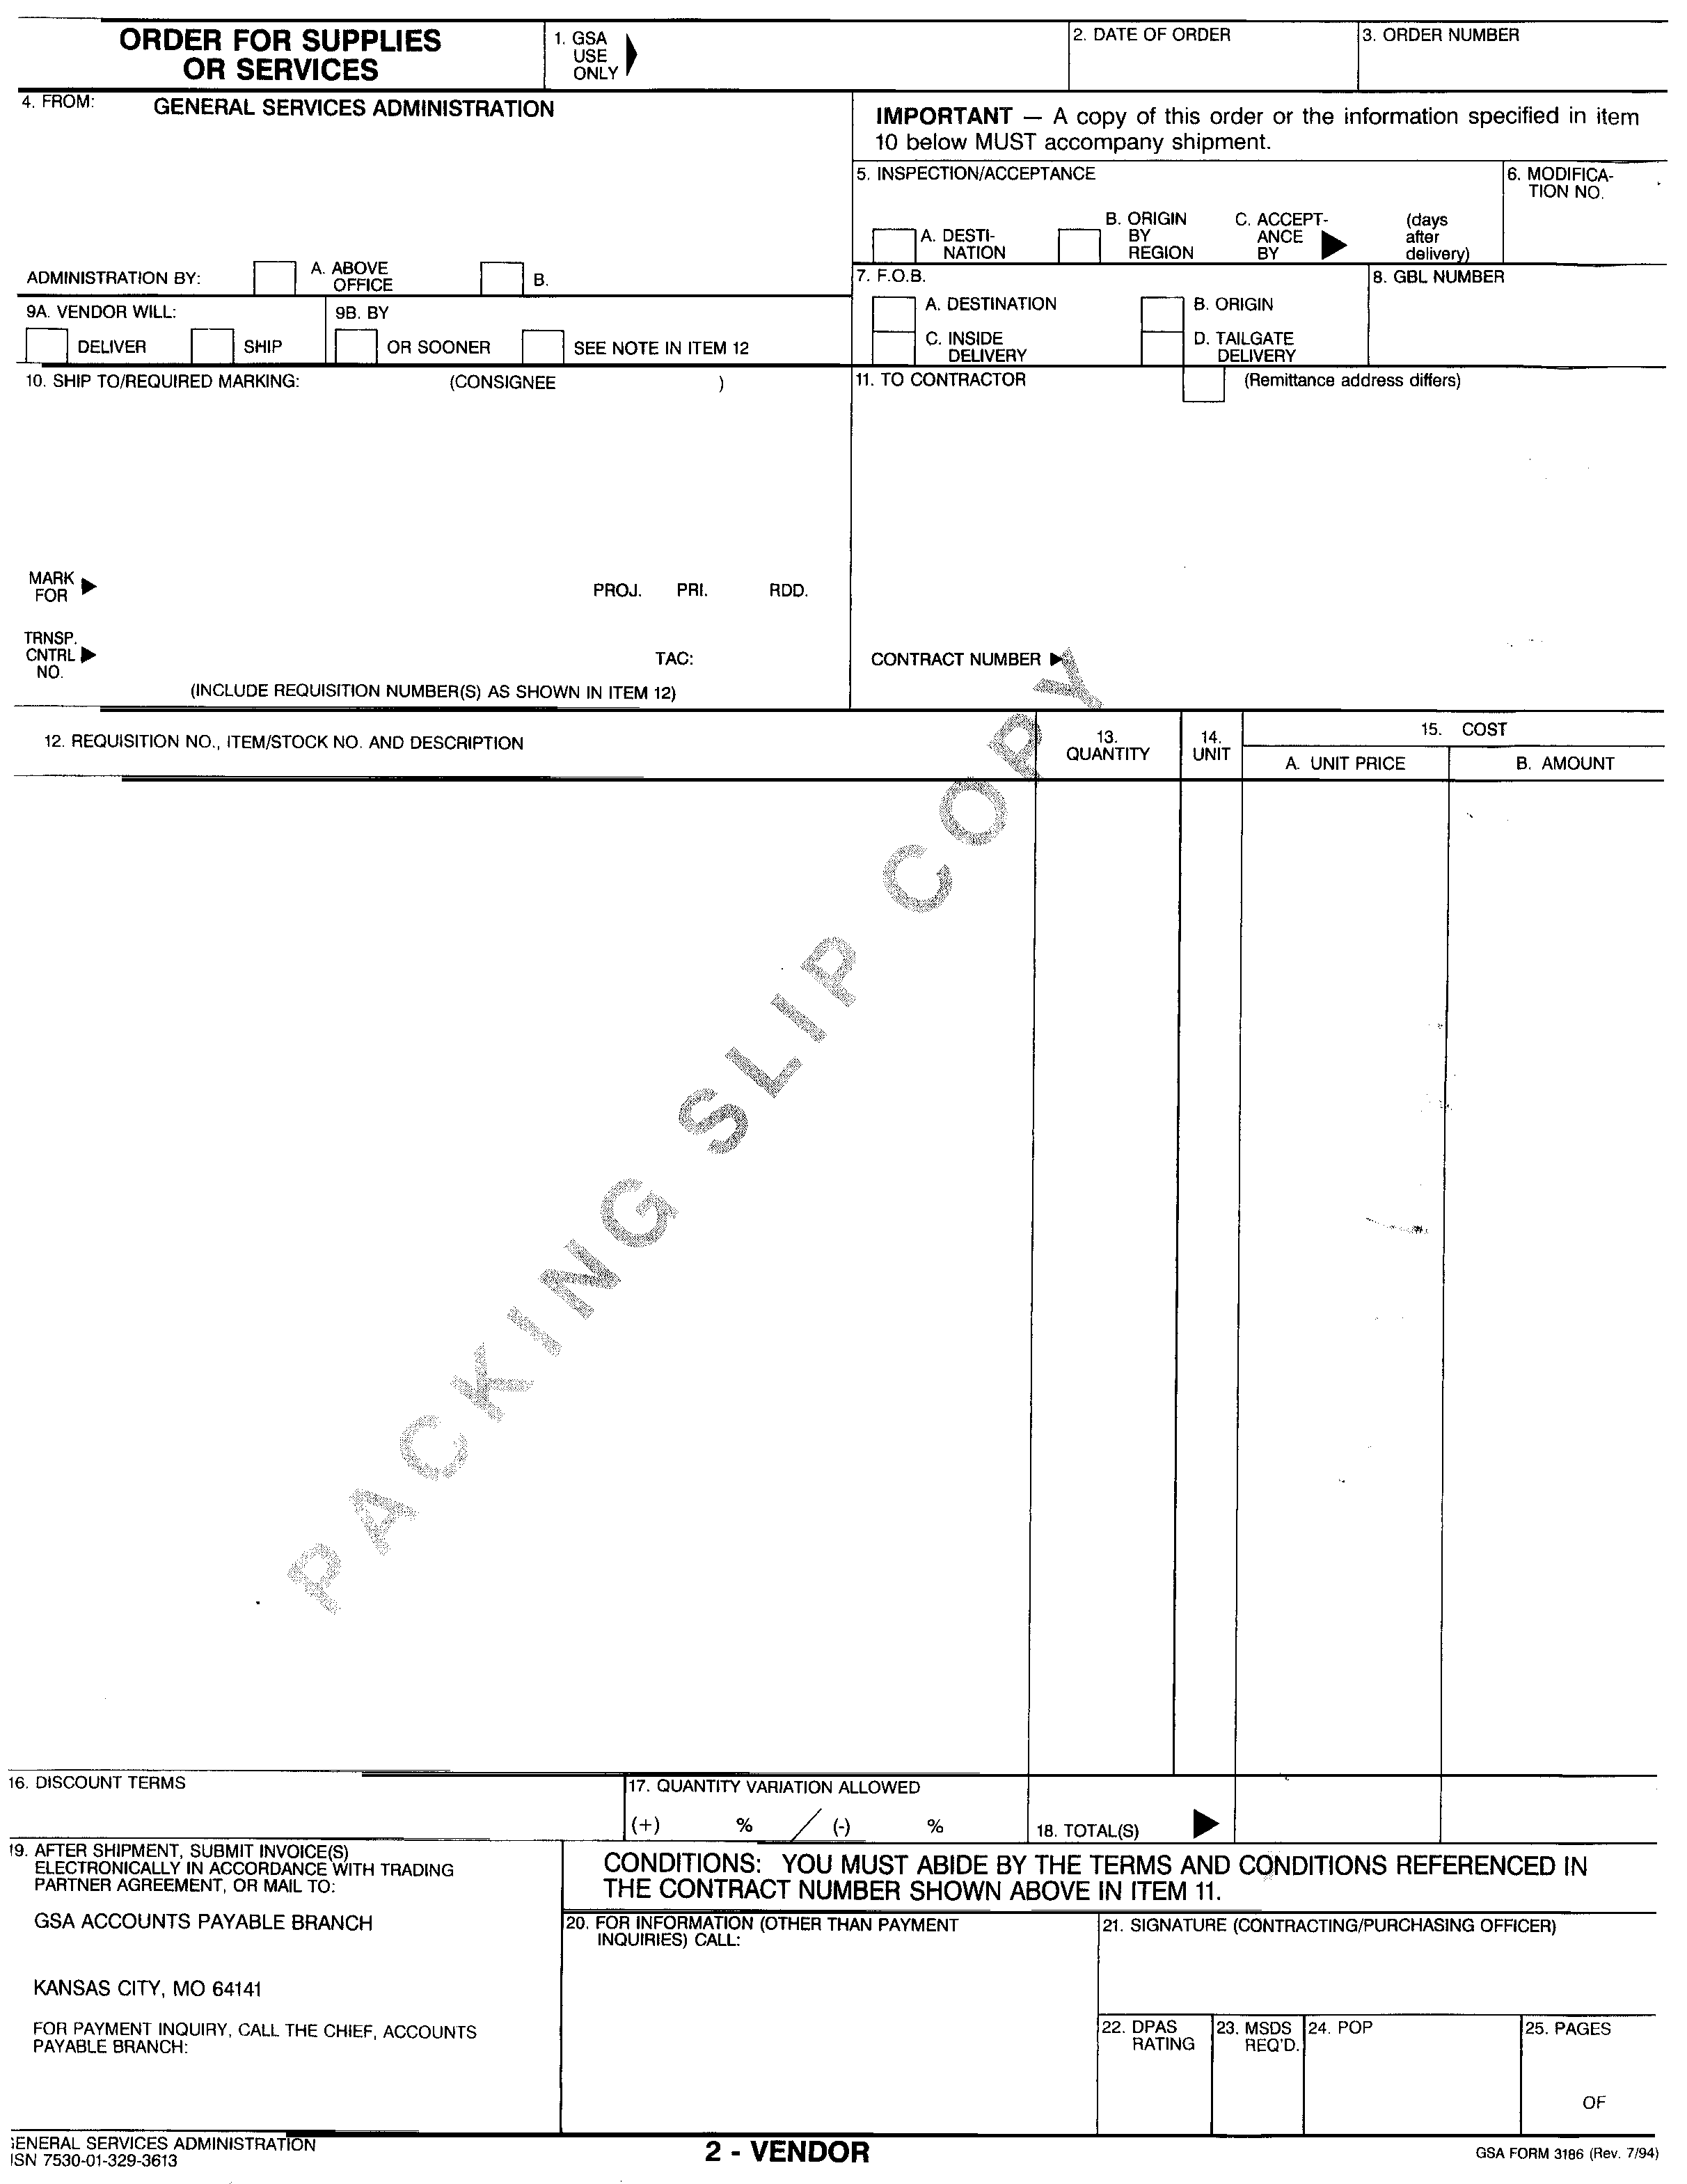 ORDER FOR SUPPLIES
OR SERVICES
1. GSA
USE
ONLY
2. DATE OF ORDER
3. ORDER NUMBER
4. FROM:
GENERAL SERVICES ADMINISTRATION
IMPORTANT — A copy of this order or the information specified in item
10 below MUST accompany shipment.
5. INSPECTION/ACCEPTANCE
A. DESTI-
NATION
B. ORIGIN
BY
REGION
C. ACCEPT-
ANCE
BY
(days
after
delivery)
6. MODIFICA-
TION NO.
ADMINISTRATION BY:
A. ABOVE
OFFICE
B.
7. F.O.B.
A. DESTINATION
B. ORIGIN
C. INSIDE
DELIVERY
D. TAILGATE
DELIVERY
8. GBL NUMBER
9A. VENDOR WILL:
DELIVER
SHIP
9B. BY
OR SOONER
SEE NOTE IN ITEM 12
10. SHIP TO/REQUIRED MARKING:
(CONSIGNEE )
11. TO CONTRACTOR
(Remittance address differs)
MARK
FOR
PROJ. PRI. RDD.
TRNSP.
CNTRL
NO.
TAC:
(INCLUDE REQUISITION NUMBER(S) AS SHOWN IN ITEM 12)
CONTRACT NUMBER
12. REQUISITION NO., ITEM/STOCK NO. AND DESCRIPTION
13.
QUANTITY
14.
UNIT
15. COST
A. UNIT PRICE
B. AMOUNT
PACKING SLIP COPY
16. DISCOUNT TERMS
17. QUANTITY VARIATION ALLOWED
(+) % / (-) %
18. TOTAL(S)
19. AFTER SHIPMENT, SUBMIT INVOICE(S)
ELECTRONICALLY IN ACCORDANCE WITH TRADING
PARTNER AGREEMENT, OR MAIL TO:
GSA ACCOUNTS PAYABLE BRANCH
KANSAS CITY, MO 64141
FOR PAYMENT INQUIRY, CALL THE CHIEF, ACCOUNTS
PAYABLE BRANCH:
CONDITIONS: YOU MUST ABIDE BY THE TERMS AND CONDITIONS REFERENCED IN
THE CONTRACT NUMBER SHOWN ABOVE IN ITEM 11.
20. FOR INFORMATION (OTHER THAN PAYMENT
INQUIRIES) CALL:
21. SIGNATURE (CONTRACTING/PURCHASING OFFICER)
22. DPAS
RATING
23. MSDS
REQ'D.
24. POP
25. PAGES
OF
GENERAL SERVICES ADMINISTRATION
ISN 7530-01-329-3613
2 - VENDOR
GSA FORM 3186 (Rev. 7/94)